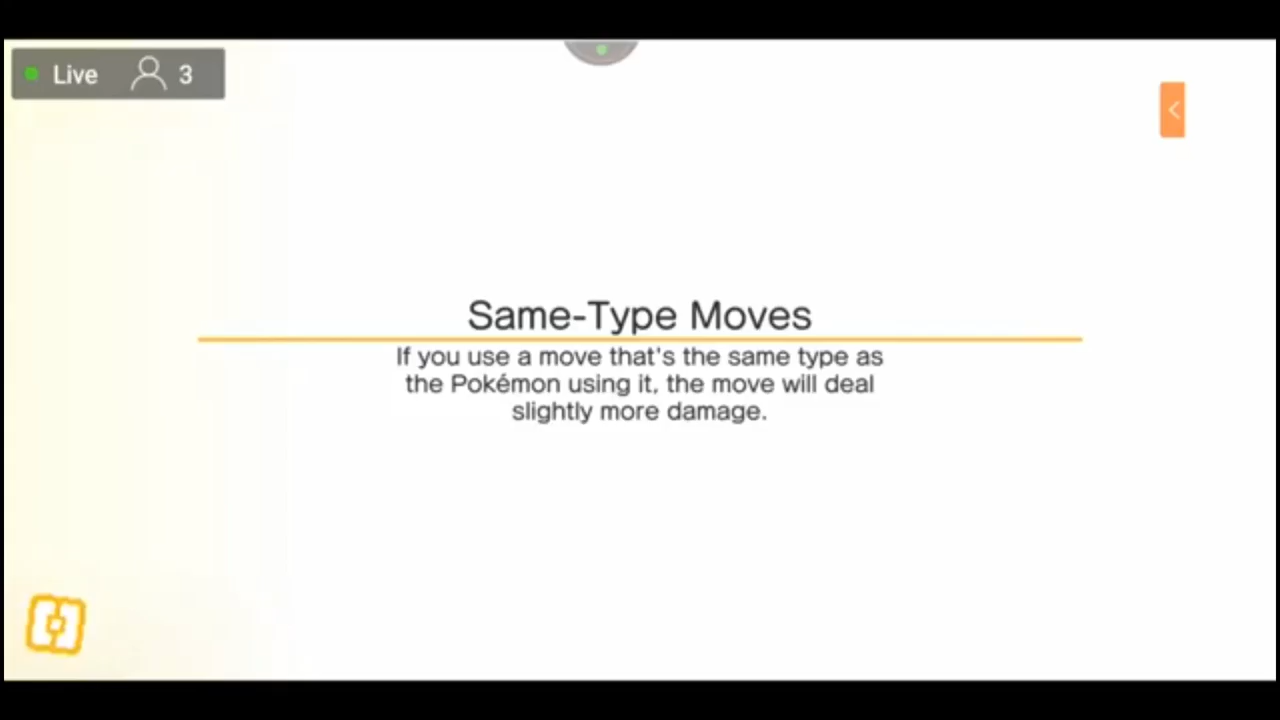 Live 3
Same-Type Moves
If you use a move that's the same type as
the Pokémon using it, the move will deal
slightly more damage.